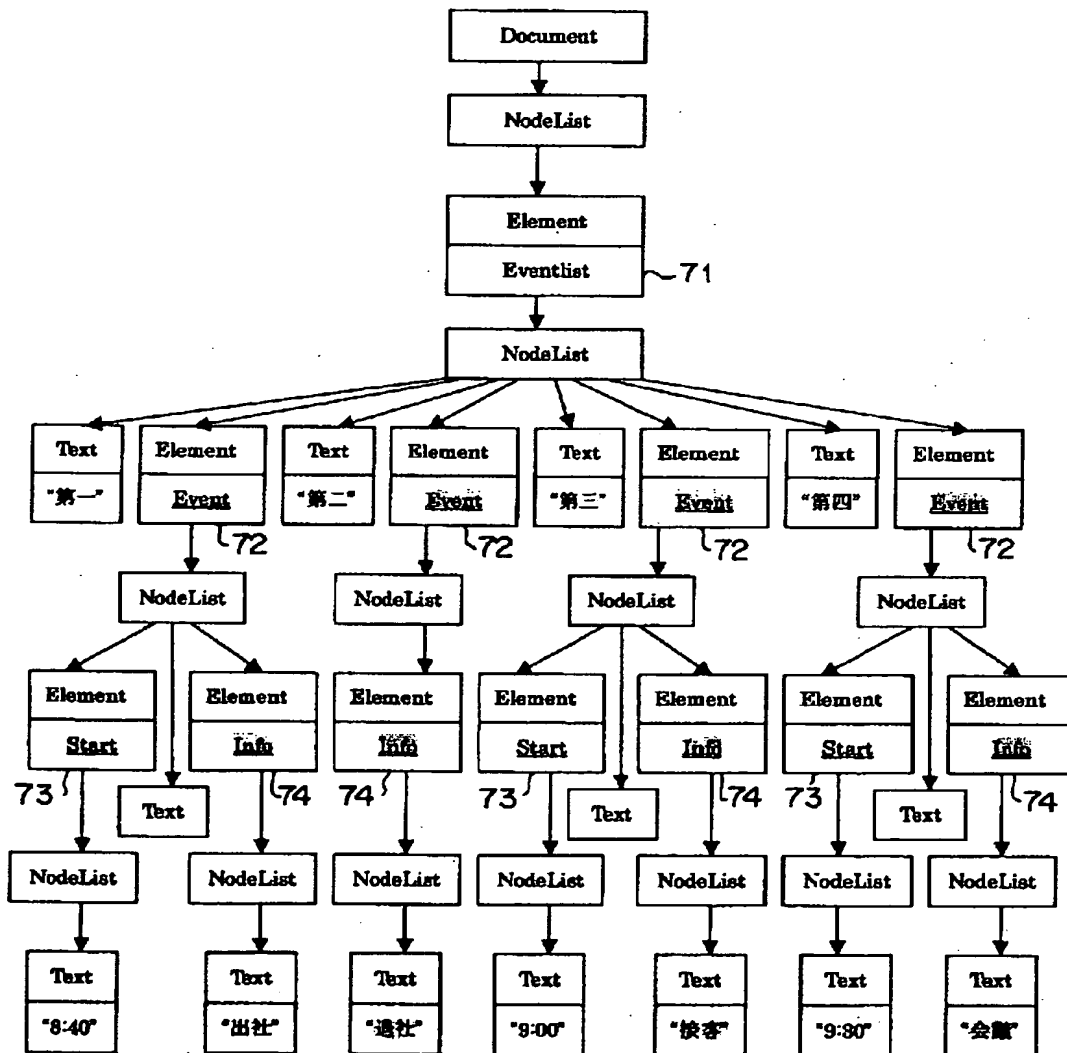 Document
NodeList
Element
Eventlist
71
NodeList
Text
Element
Text
Element
Text
Element
Text
Element
"第一"
Event
"第二"
Event
"第三"
Event
"第四"
Event
72
72
72
72
NodeList
NodeList
NodeList
NodeList
Element
Element
Element
Element
Element
Element
Element
Start
Info
Info
Start
Info
Start
Info
73
74
74
73
74
73
74
Text
Text
Text
NodeList
NodeList
NodeList
NodeList
NodeList
NodeList
NodeList
Text
Text
Text
Text
Text
Text
Text
"8:40"
"出社"
"退社"
"9:00"
"接客"
"9:30"
"会議"